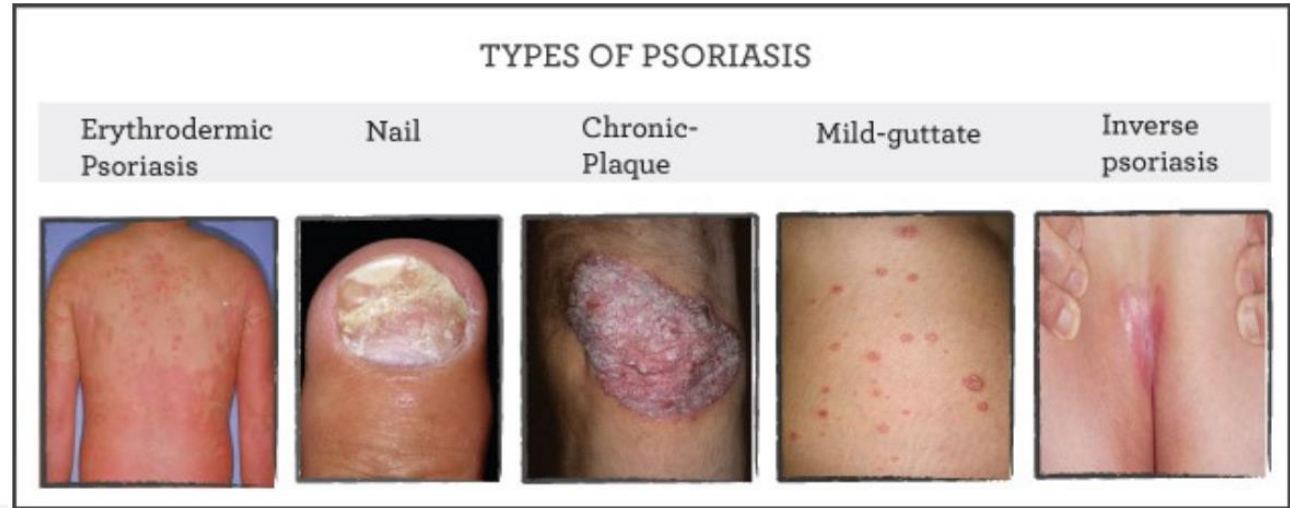 TYPES OF PSORIASIS
Erythrodermic
Psoriasis
Nail
Chronic-
Plaque
Mild-guttate
Inverse
psoriasis